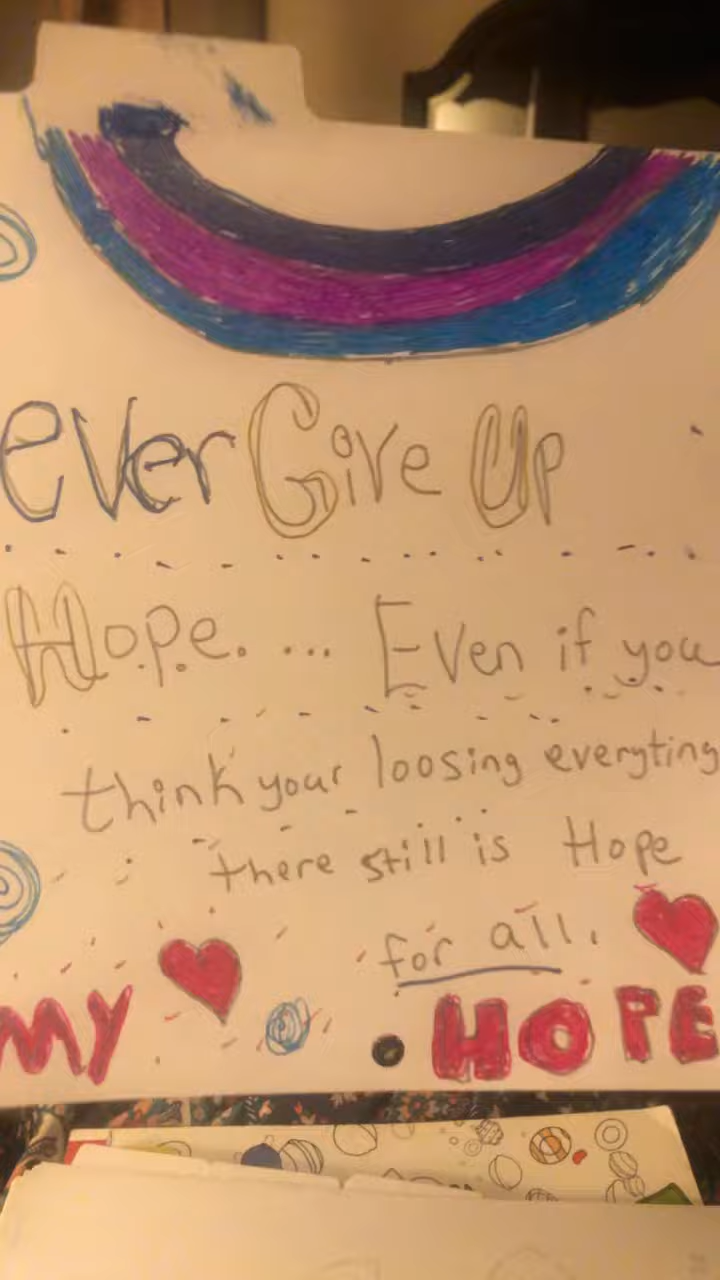 ever Give Up
Hope. ... Even if you
think your loosing everyting
there still is Hope
for all.
MY HOPE